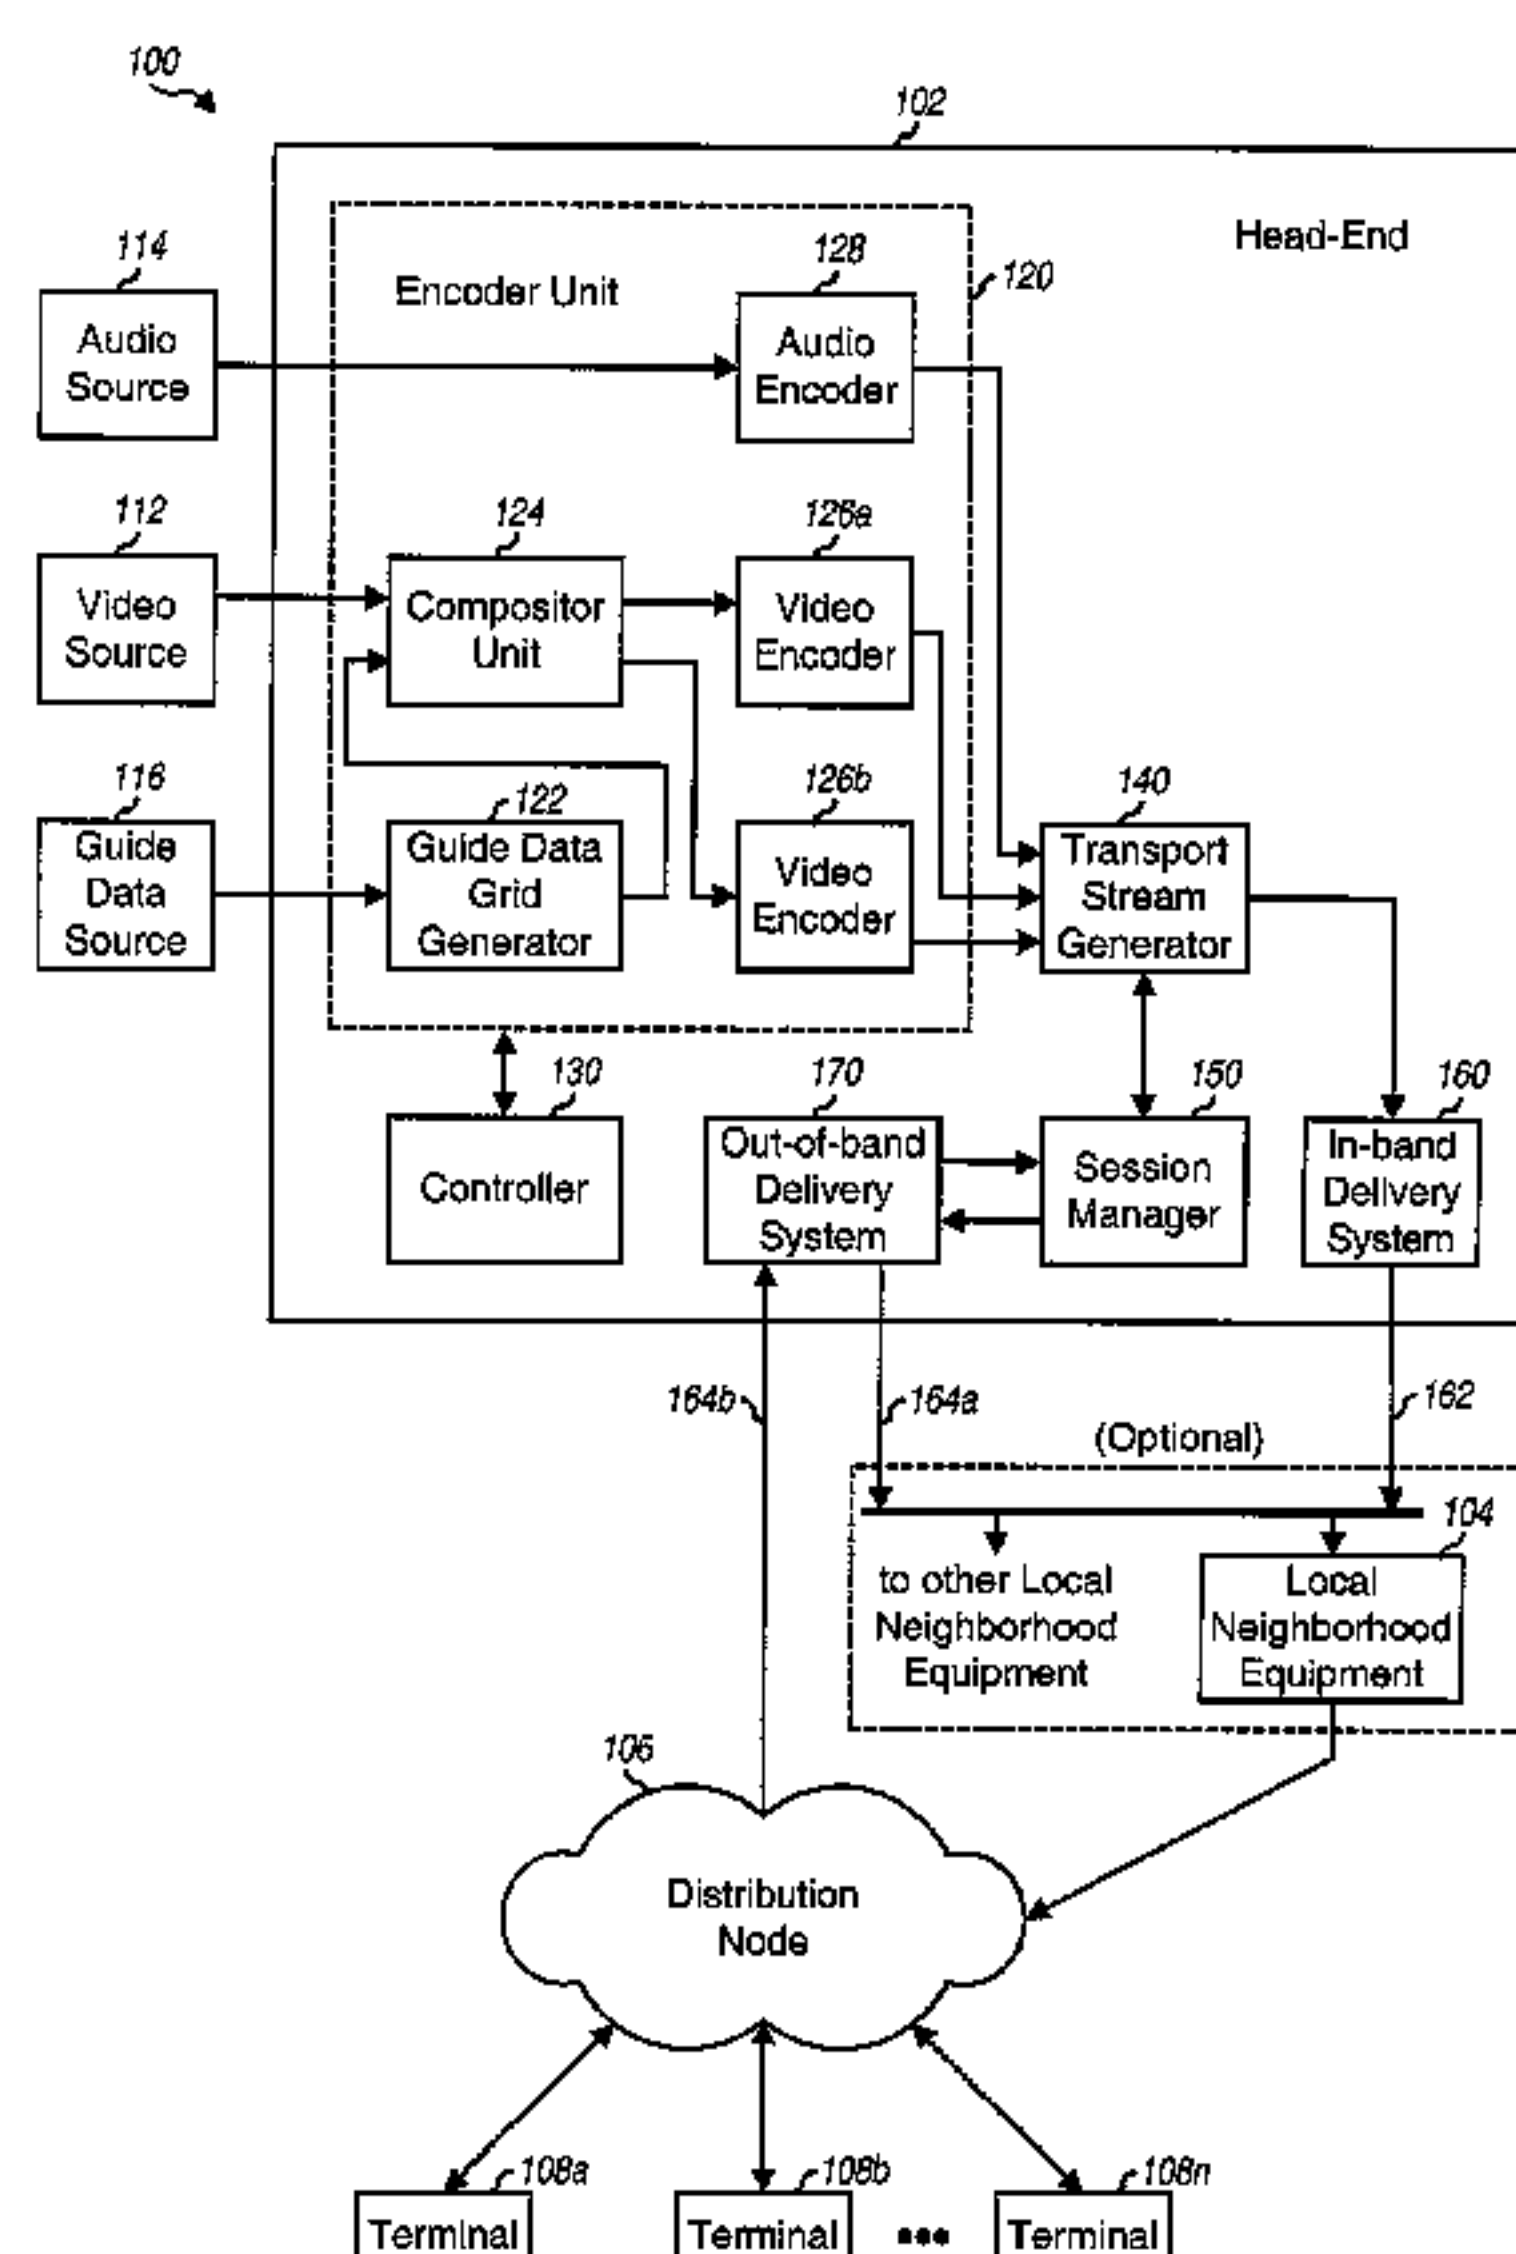 100
102
Head-End
114
128
120
Encoder Unit
Audio
Source
Audio
Encoder
112
124
126a
Video
Source
Compositor
Unit
Video
Encoder
116
122
126b
140
Guide
Data
Source
Guide Data
Grid
Generator
Video
Encoder
Transport
Stream
Generator
130
170
150
160
Controller
Out-of-band
Delivery
System
Session
Manager
In-band
Delivery
System
164b
164a
162
(Optional)
104
to other Local
Neighborhood
Equipment
Local
Neighborhood
Equipment
106
Distribution
Node
108a
108b
108n
Terminal
Terminal
•••
Terminal